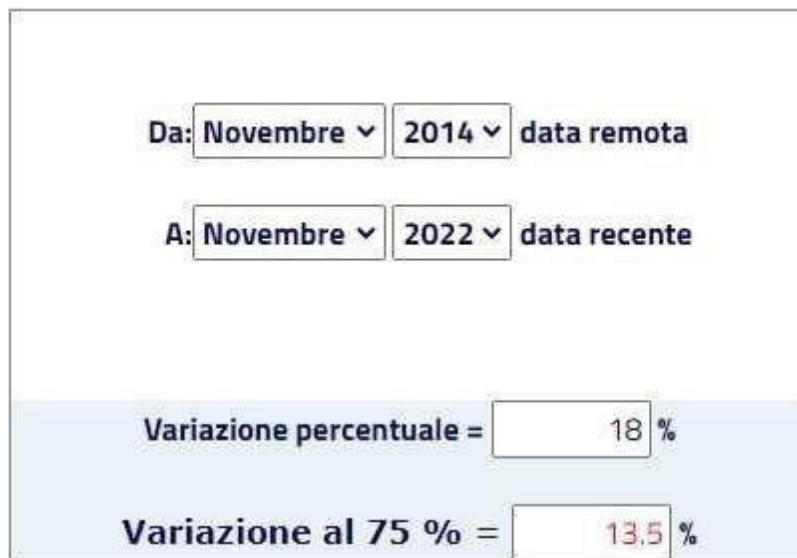 Da: Novembre 2014 data remota
A: Novembre 2022 data recente
Variazione percentuale = 18 %
Variazione al 75 % = 13.5 %